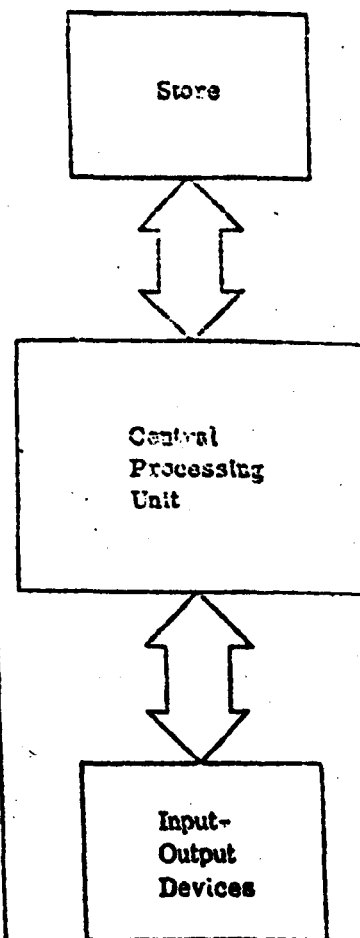 Store
Central
Processing
Unit
Input-
Output
Devices